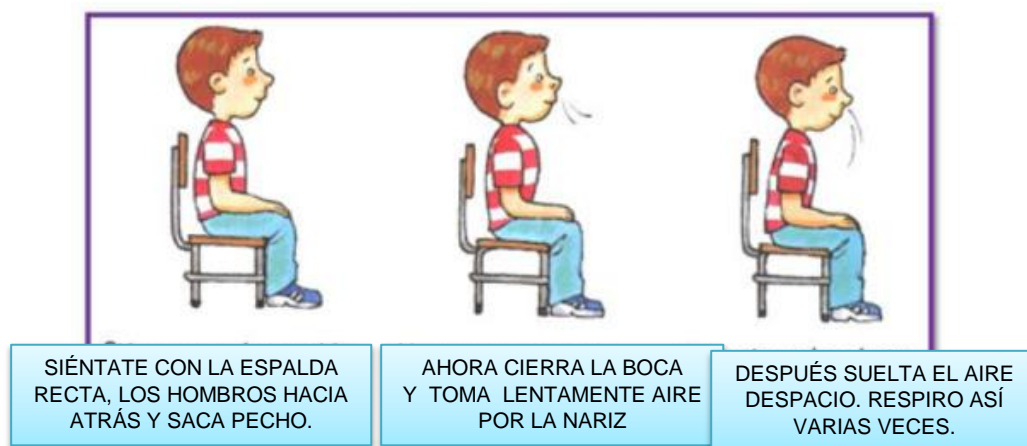 SIÉNTATE CON LA ESPALDA
RECTA, LOS HOMBROS HACIA
ATRÁS Y SACA PECHO.
AHORA CIERRA LA BOCA
Y TOMA LENTAMENTE AIRE
POR LA NARIZ
DESPUÉS SUELTA EL AIRE
DESPACIO. RESPIRO ASÍ
VARIAS VECES.